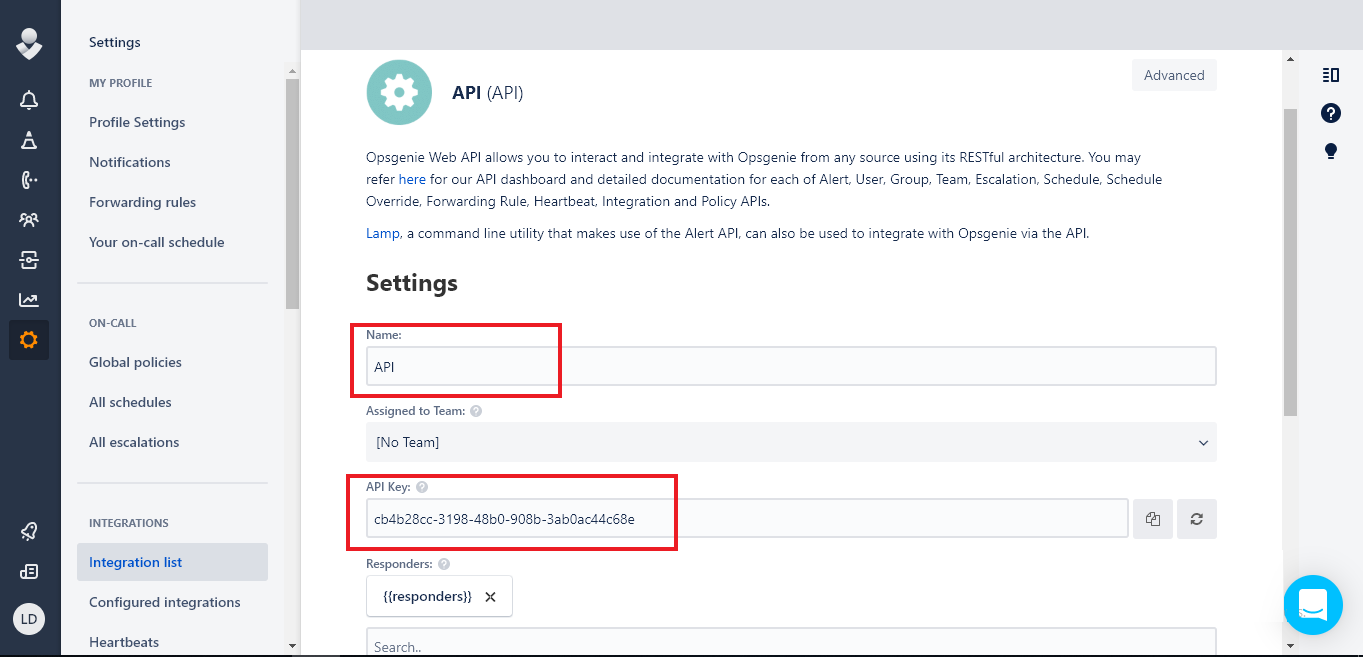 Settings
MY PROFILE
Profile Settings
Notifications
Forwarding rules
Your on-call schedule
ON-CALL
Global policies
All schedules
All escalations
INTEGRATIONS
Integration list
Configured integrations
Heartbeats
LD
API (API)
Advanced
Opsgenie Web API allows you to interact and integrate with Opsgenie from any source using its RESTful architecture. You may
refer here for our API dashboard and detailed documentation for each of Alert, User, Group, Team, Escalation, Schedule, Schedule
Override, Forwarding Rule, Heartbeat, Integration and Policy APIs.
Lamp, a command line utility that makes use of the Alert API, can also be used to integrate with Opsgenie via the API.
Settings
Name:
API
Assigned to Team: ?
[No Team]
API Key: ?
cb4b28cc-3198-48b0-908b-3ab0ac44c68e
Responders: ?
{{responders}} ✕
Search..
?